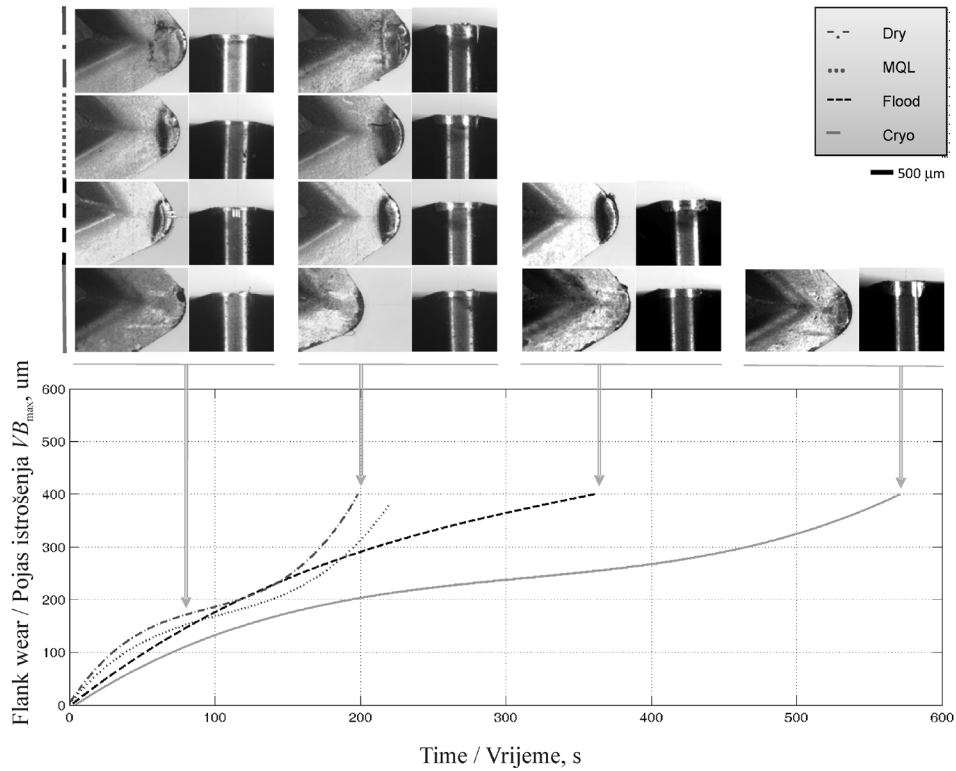 Dry
MQL
Flood
Cryo
500 μm
Flank wear / Pojas istrošenja VBmax, um
600
500
400
300
200
100
0
0 100 200 300 400 500 600
Time / Vrijeme, s